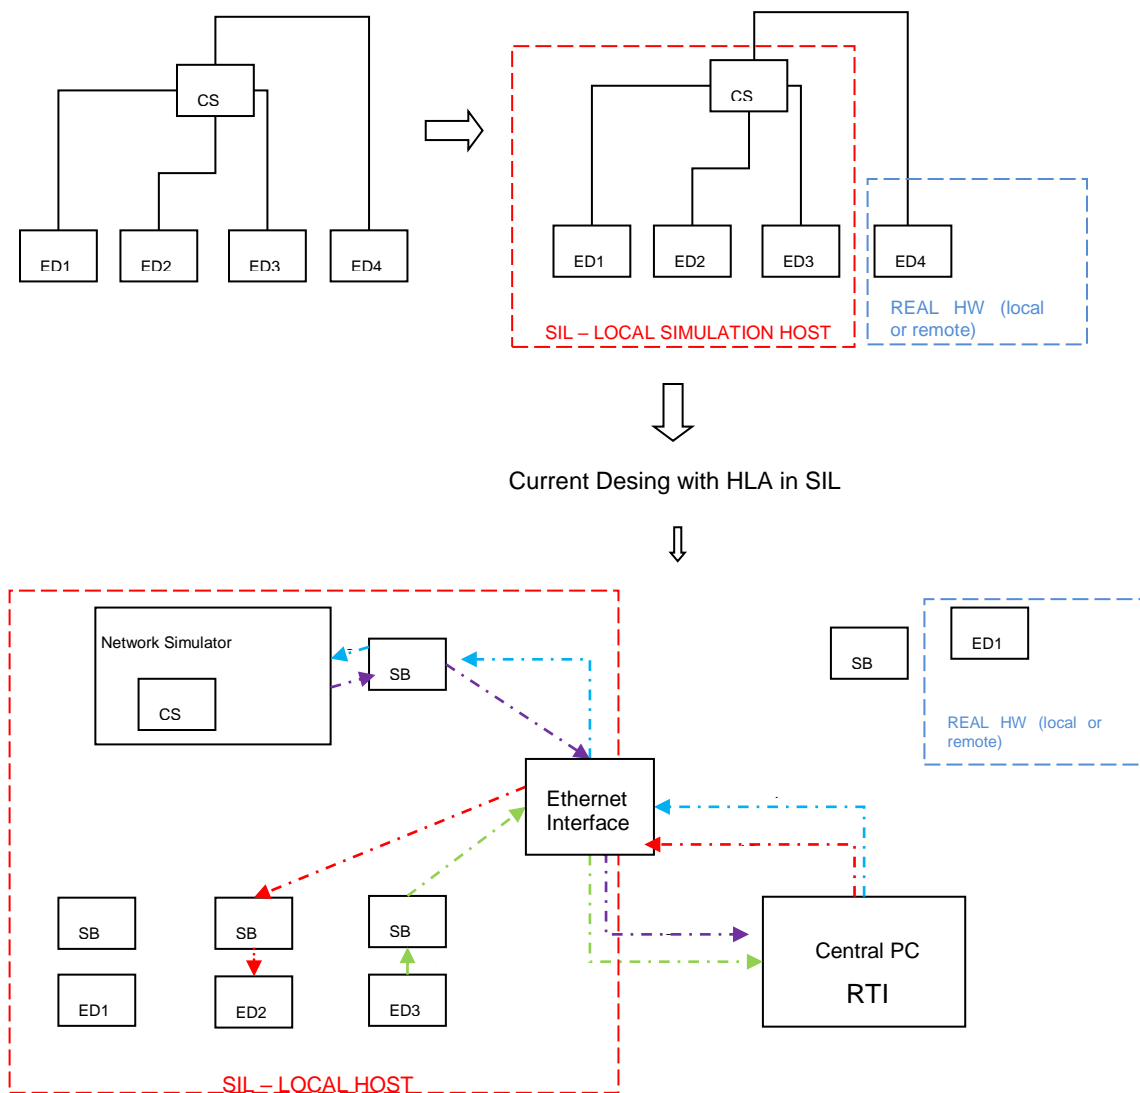 CS
ED1
ED2
ED3
ED4
CS
ED1
ED2
ED3
ED4
REAL HW (local
or remote)
SIL – LOCAL SIMULATION HOST
Current Desing with HLA in SIL
Network Simulator
CS
SB
SB
ED1
REAL HW (local or
remote)
Ethernet
Interface
SB
SB
SB
ED1
ED2
ED3
Central PC
RTI
SIL – LOCAL HOST